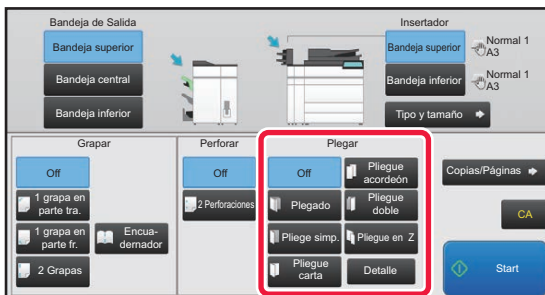 Bandeja de Salida
Bandeja superior
Bandeja central
Bandeja inferior
Insertador
Bandeja superior
Normal 1
A3
Bandeja inferior
Normal 1
A3
Tipo y tamaño
Grapar
Off
1 grapa en
parte tra.
1 grapa en
parte fr.
Encua-
dernador
2 Grapas
Perforar
Off
2 Perforaciones
Plegar
Off
Pliegue
acordeón
Plegado
Pliegue
doble
Pliege simp.
Pliegue en Z
Pliegue
carta
Detalle
Copias/Páginas
CA
Start